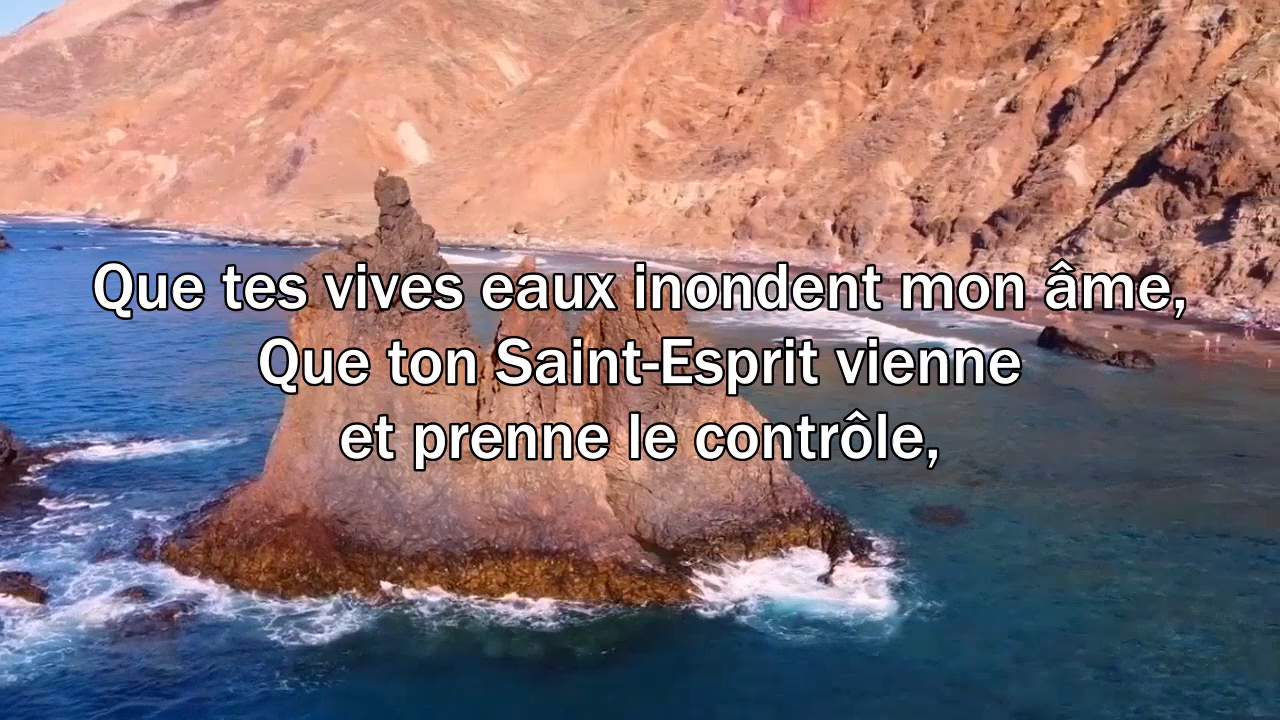 Que tes vives eaux inondent mon âme,
Que ton Saint-Esprit vienne
et prenne le contrôle,